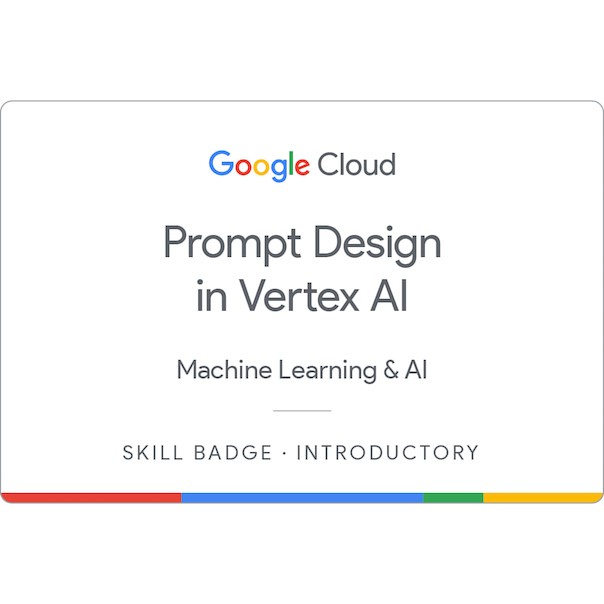 Google Cloud
Prompt Design
in Vertex AI
Machine Learning & AI
SKILL BADGE · INTRODUCTORY